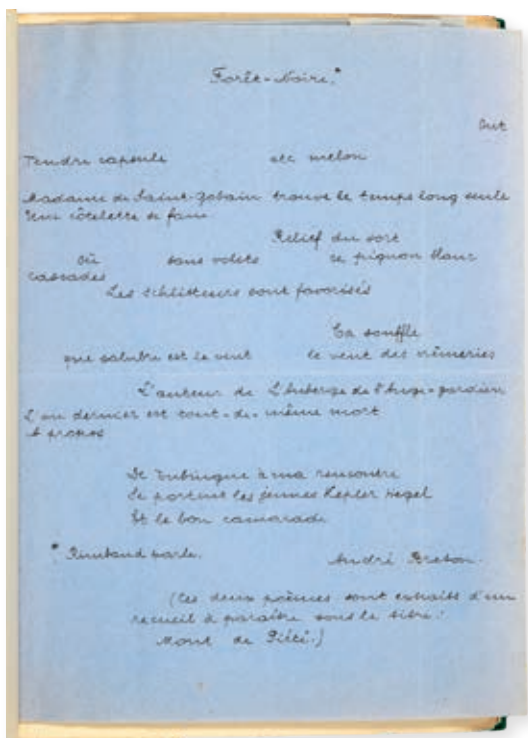 Forêt-Noire.*
Out
Tendre capsule etc melon
Madame de Saint-Gobain trouve le temps long seule
Une côtelette se fane
Relief du sort
Où sans volets ce pignon blanc
cascades
Les schlitteurs sont favorisés
Ça souffle
que salubre est le vent le vent des crèmeries
L'auteur de L'Auberge de l'Ange-gardien
L'an dernier est tout-de-même mort
A propos
De Tubingue à ma rencontre
Se portent les jeunes Kepler Hegel
Et le bon camarade
* Rimbaud parle.
André Breton.
(Ces deux poèmes sont extraits d'un
recueil à paraître sous le titre :
Mont de Piété.)